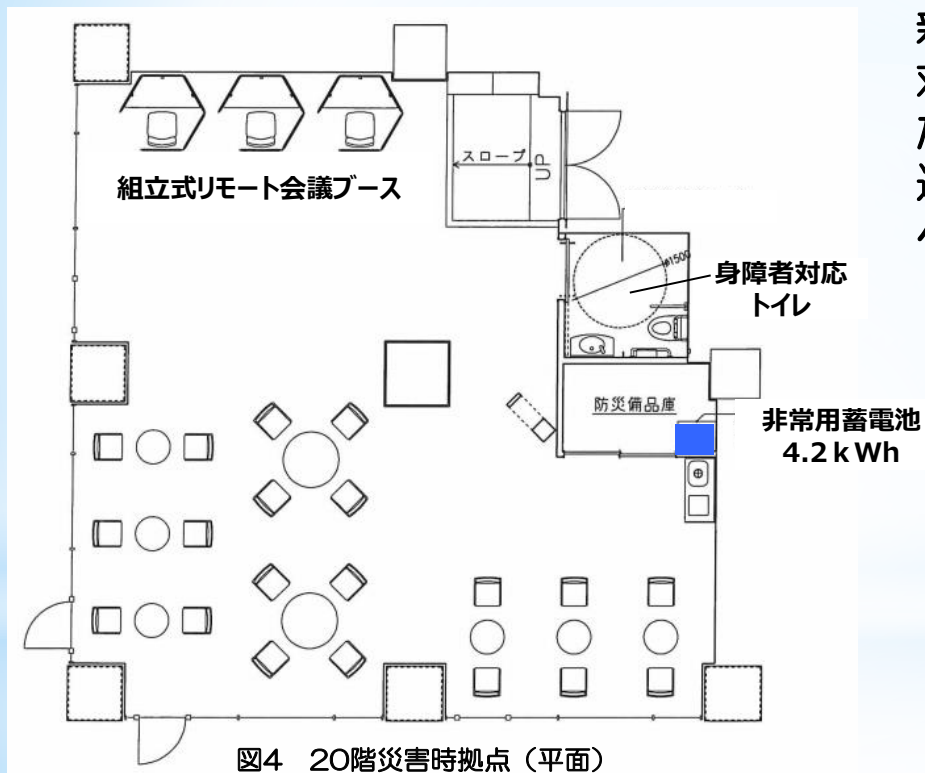 スロープ
UP
組立式リモート会議ブース
φ1500
身障者対応
トイレ
防災備品庫
非常用蓄電池
4.2ｋWh
図4　20階災害時拠点（平面）